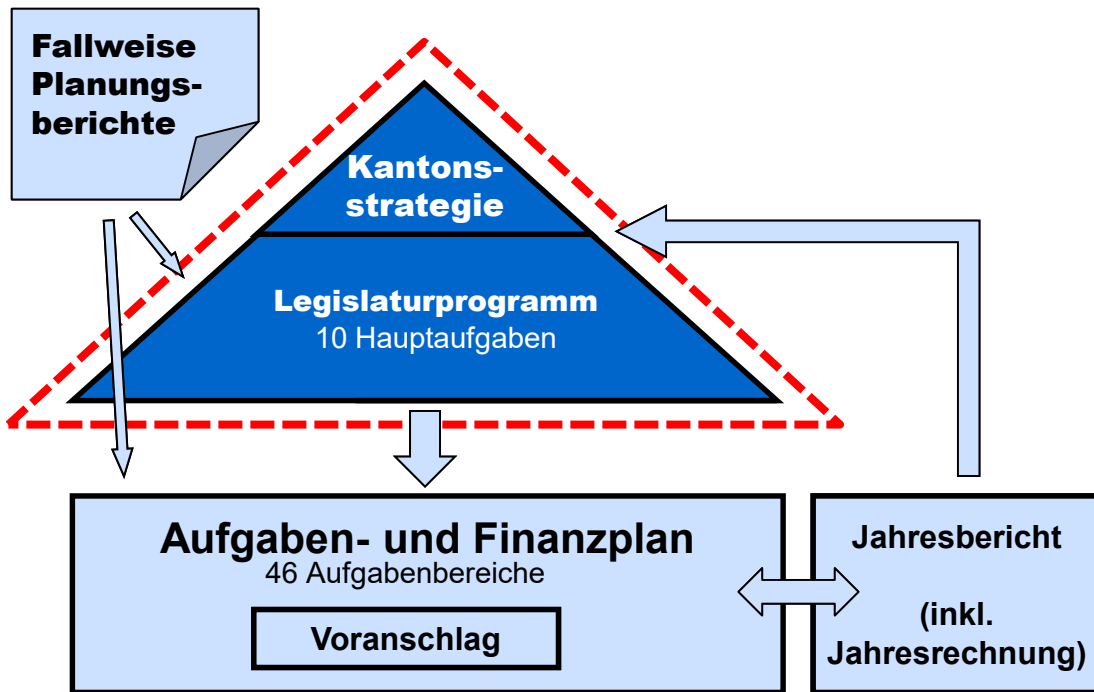 Fallweise
Planungs-
berichte
Kantons-
strategie
Legislaturprogramm
10 Hauptaufgaben
Aufgaben- und Finanzplan
46 Aufgabenbereiche
Voranschlag
Jahresbericht
(inkl.
Jahresrechnung)